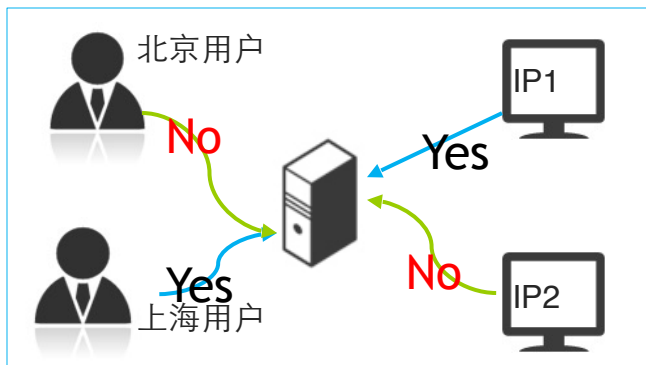 北京用户
IP1
No
Yes
Yes
No
IP2
上海用户